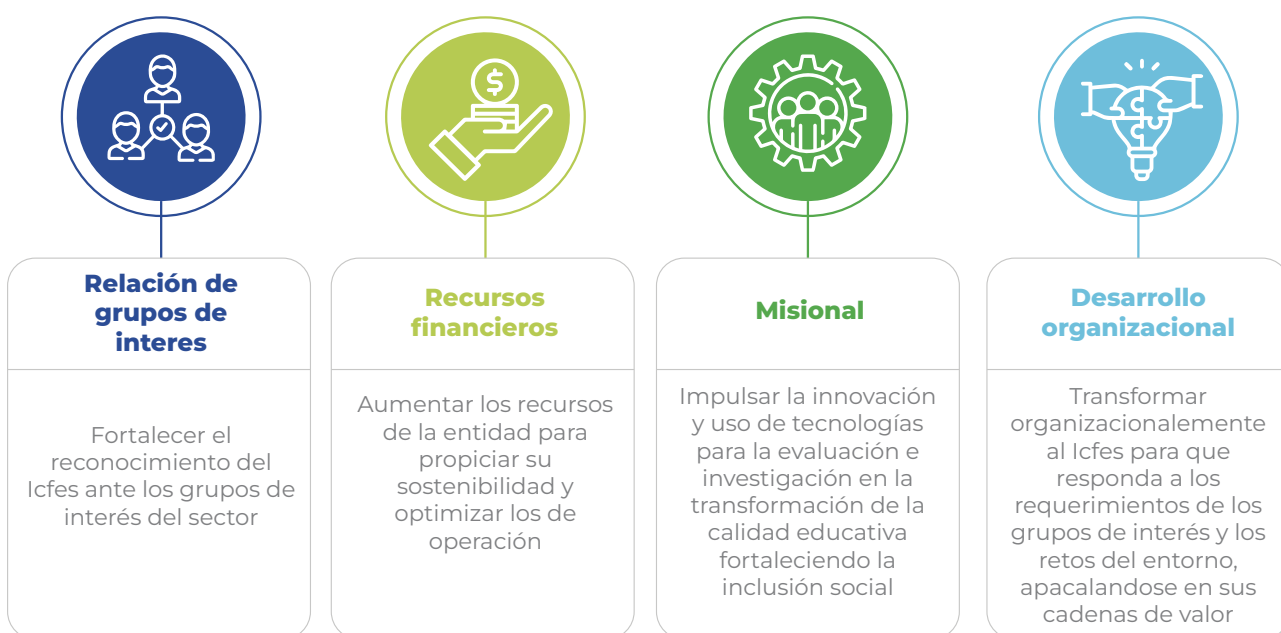 Relación de
grupos de
interes
Fortalecer el
reconocimiento del
Icfes ante los grupos de
interés del sector
$
Recursos
financieros
Aumentar los recursos
de la entidad para
propiciar su
sostenibilidad y
optimizar los de
operación
Misional
Impulsar la innovación
y uso de tecnologías
para la evaluación e
investigación en la
transformación de la
calidad educativa
fortaleciendo la
inclusión social
Desarrollo
organizacional
Transformar
organizacionalemente
al Icfes para que
responda a los
requerimientos de los
grupos de interés y los
retos del entorno,
apacalandose en sus
cadenas de valor